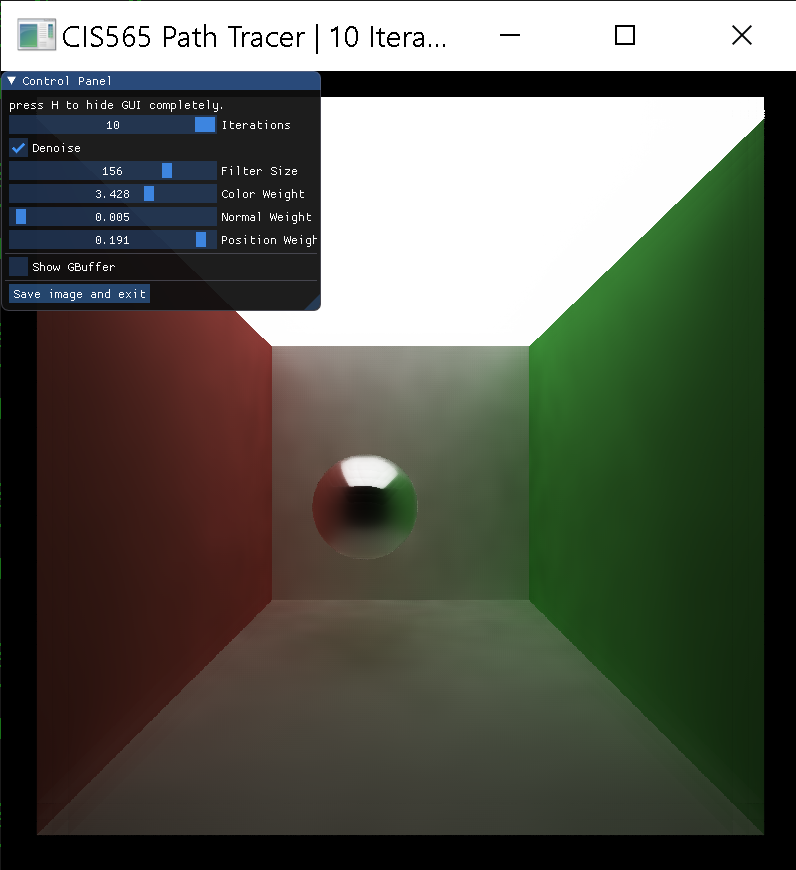 CIS565 Path Tracer | 10 Itera...
Control Panel
press H to hide GUI completely.
10 Iterations
Denoise
156 Filter Size
3.428 Color Weight
0.005 Normal Weight
0.191 Position Weigh
Show GBuffer
Save image and exit